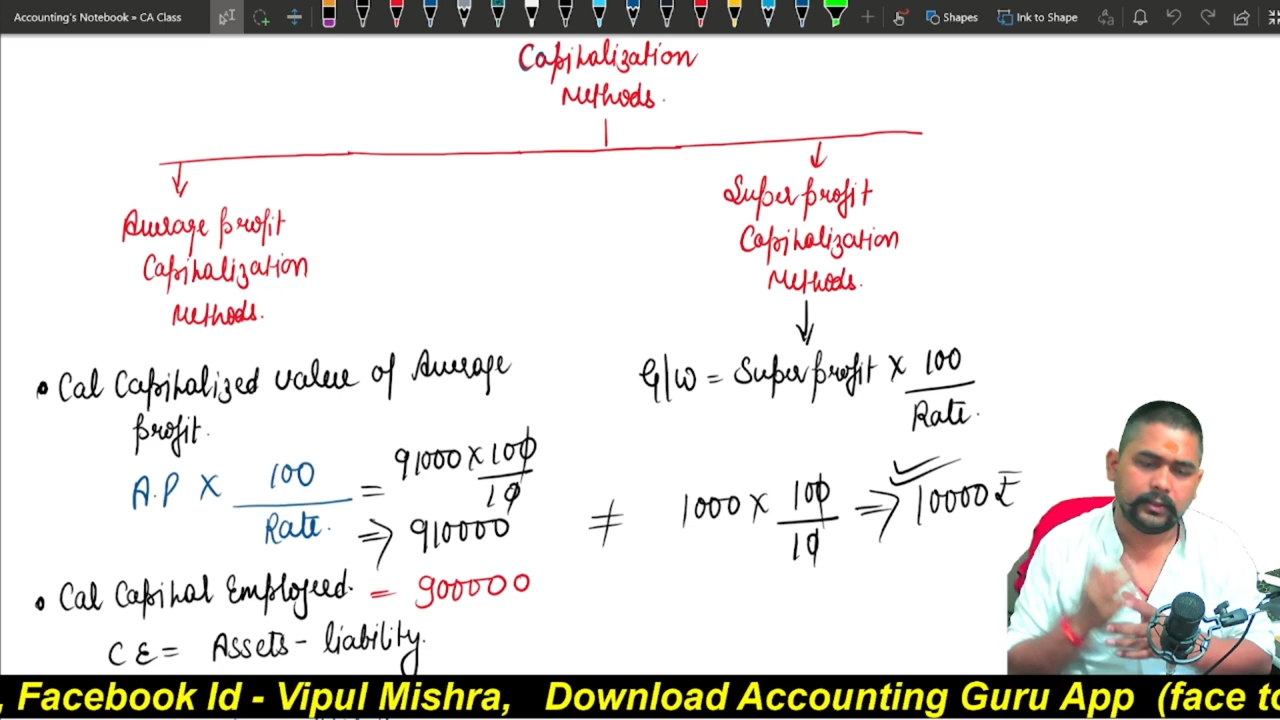 Accounting's Notebook » CA Class
Shapes
Ink to Shape
Capitalization
Methods.
Average profit
Capitalization
Methods.
Super profit
Capitalization
Methods.
• Cal Capitalized value of Average
profit.
A.P × 100/Rate. = 91000 × 100/10
⇒ 910000
• Cal Capital Employeed. = 900000
C E = Assets - liability.
G/W = Super profit × 100/Rate.
≠ 1000 × 100/10 ⇒ 10000 ₹
, Facebook Id - Vipul Mishra, Download Accounting Guru App (face to